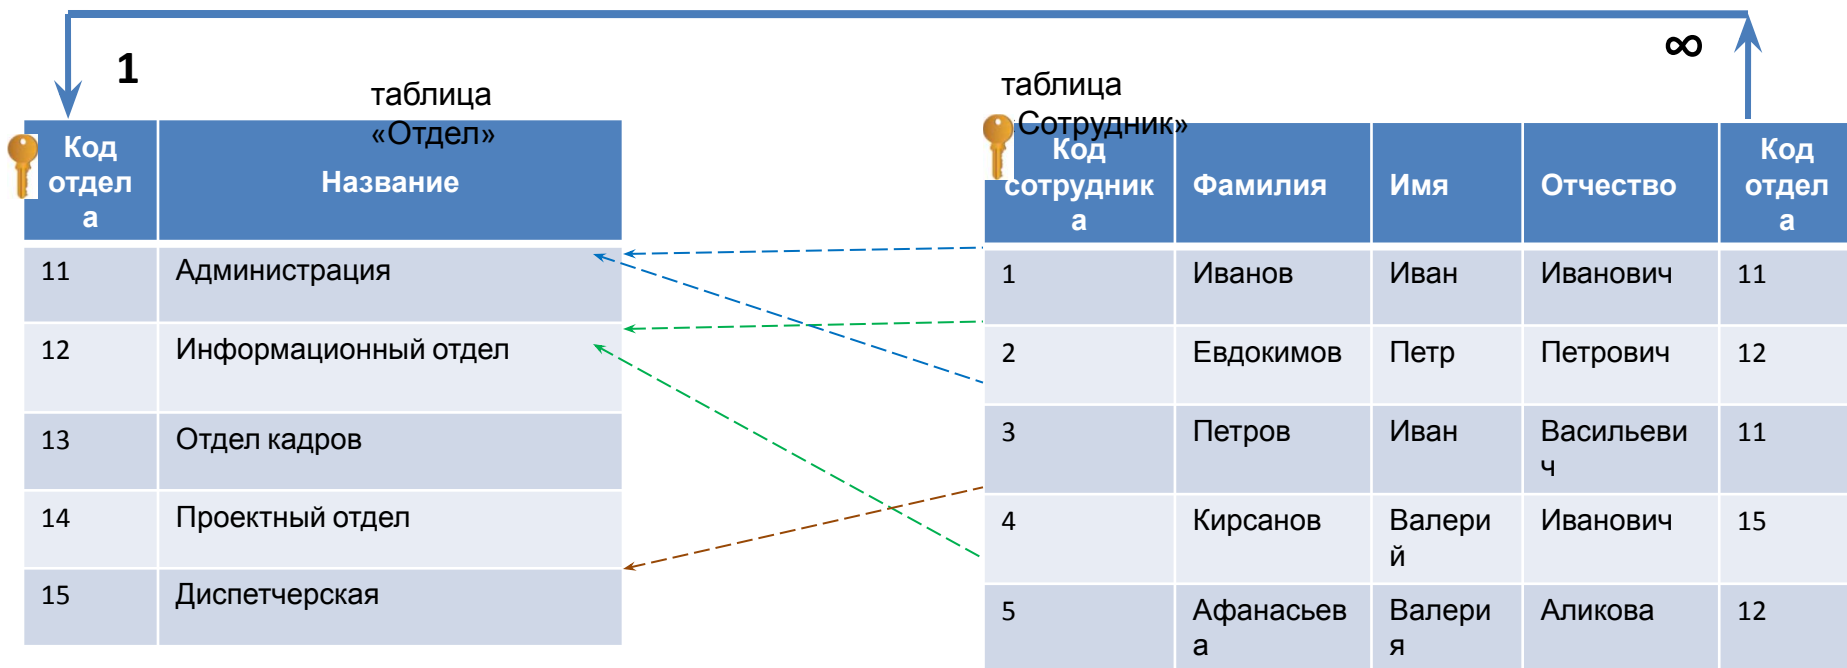 1
∞
таблица
«Отдел»
Код
отдел
а
Название
11
Администрация
12
Информационный отдел
13
Отдел кадров
14
Проектный отдел
15
Диспетчерская
таблица
Сотрудник»
Код
сотрудник
а
Фамилия
Имя
Отчество
Код
отдел
а
1
Иванов
Иван
Иванович
11
2
Евдокимов
Петр
Петрович
12
3
Петров
Иван
Васильеви
ч
11
4
Кирсанов
Валери
й
Иванович
15
5
Афанасьев
а
Валери
я
Аликова
12